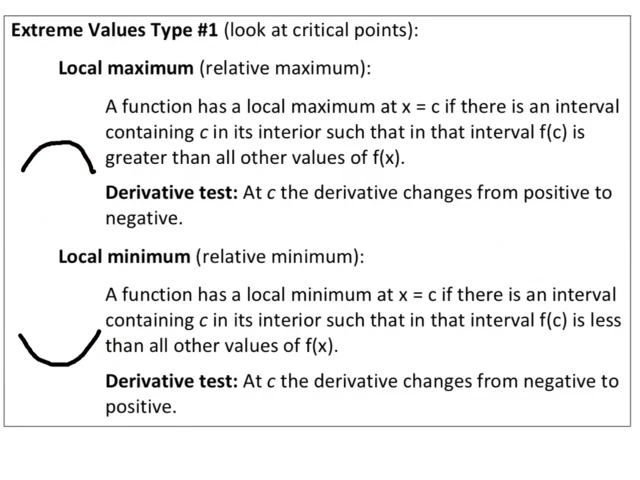 Extreme Values Type #1 (look at critical points):
Local maximum (relative maximum):
A function has a local maximum at x = c if there is an interval
containing c in its interior such that in that interval f(c) is
greater than all other values of f(x).
Derivative test: At c the derivative changes from positive to
negative.
Local minimum (relative minimum):
A function has a local minimum at x = c if there is an interval
containing c in its interior such that in that interval f(c) is less
than all other values of f(x).
Derivative test: At c the derivative changes from negative to
positive.